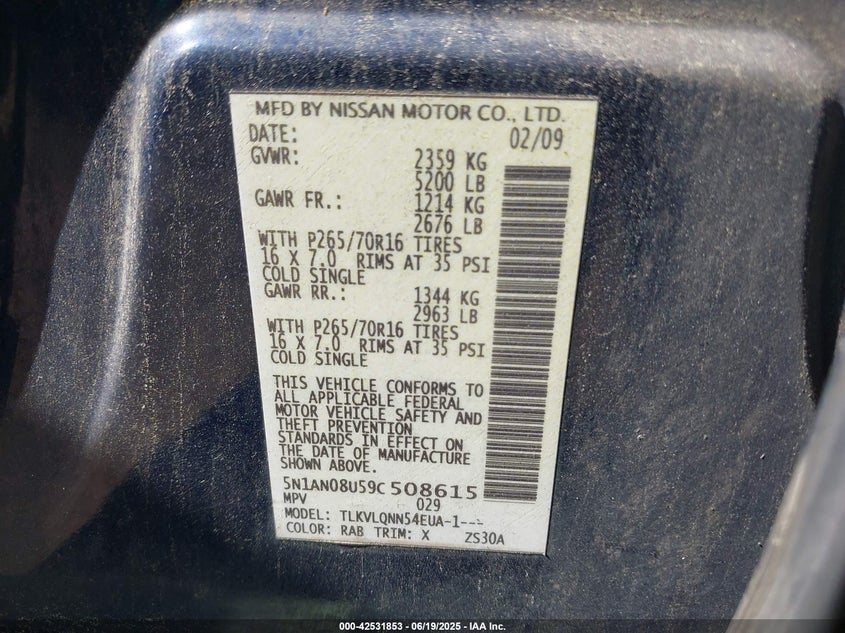 MFD BY NISSAN MOTOR CO., LTD.
DATE: 02/09
GVWR: 2359 KG
5200 LB
GAWR FR.: 1214 KG
2676 LB
WITH P265/70R16 TIRES
16 X 7.0 RIMS AT 35 PSI
COLD SINGLE
GAWR RR.: 1344 KG
2963 LB
WITH P265/70R16 TIRES
16 X 7.0 RIMS AT 35 PSI
COLD SINGLE
THIS VEHICLE CONFORMS TO
ALL APPLICABLE FEDERAL
MOTOR VEHICLE SAFETY AND
THEFT PREVENTION
STANDARDS IN EFFECT ON
THE DATE OF MANUFACTURE
SHOWN ABOVE.
5N1AN08U59C508615
MPV 029
MODEL: TLKVLQNN54EUA-1---
COLOR: RAB TRIM: X ZS30A
000-42531853 / 06/19/2025 - IAA Inc.